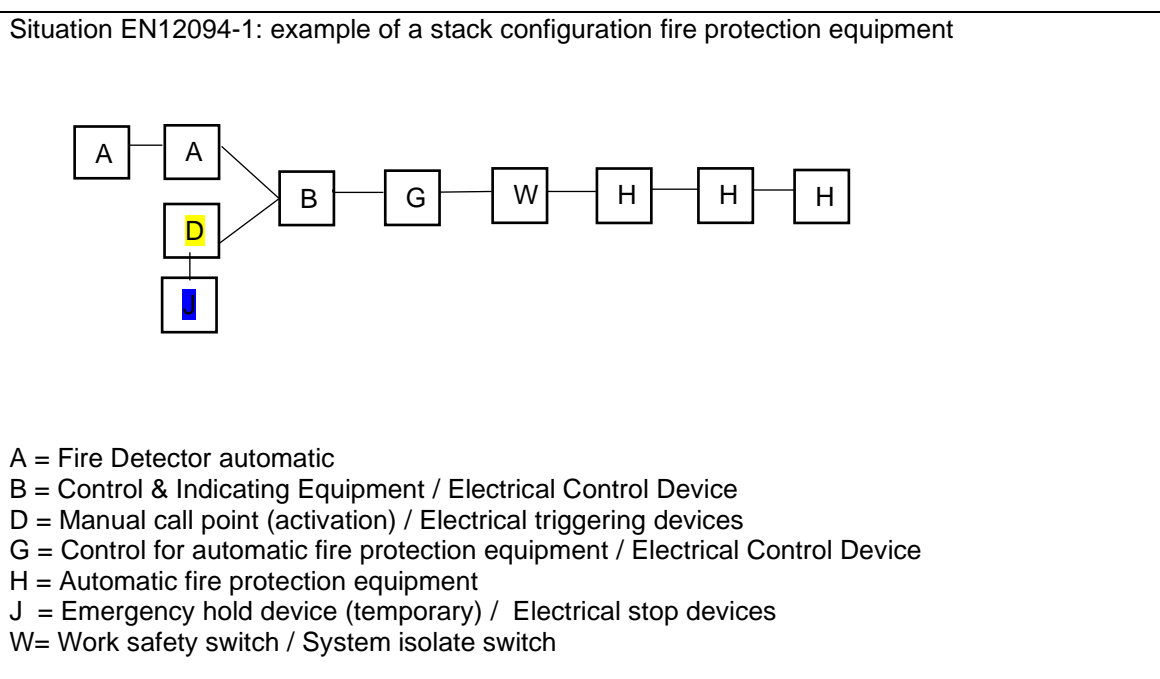 Situation EN12094-1: example of a stack configuration fire protection equipment
A A
B G W H H H
D
J
A = Fire Detector automatic
B = Control & Indicating Equipment / Electrical Control Device
D = Manual call point (activation) / Electrical triggering devices
G = Control for automatic fire protection equipment / Electrical Control Device
H = Automatic fire protection equipment
J = Emergency hold device (temporary) / Electrical stop devices
W= Work safety switch / System isolate switch